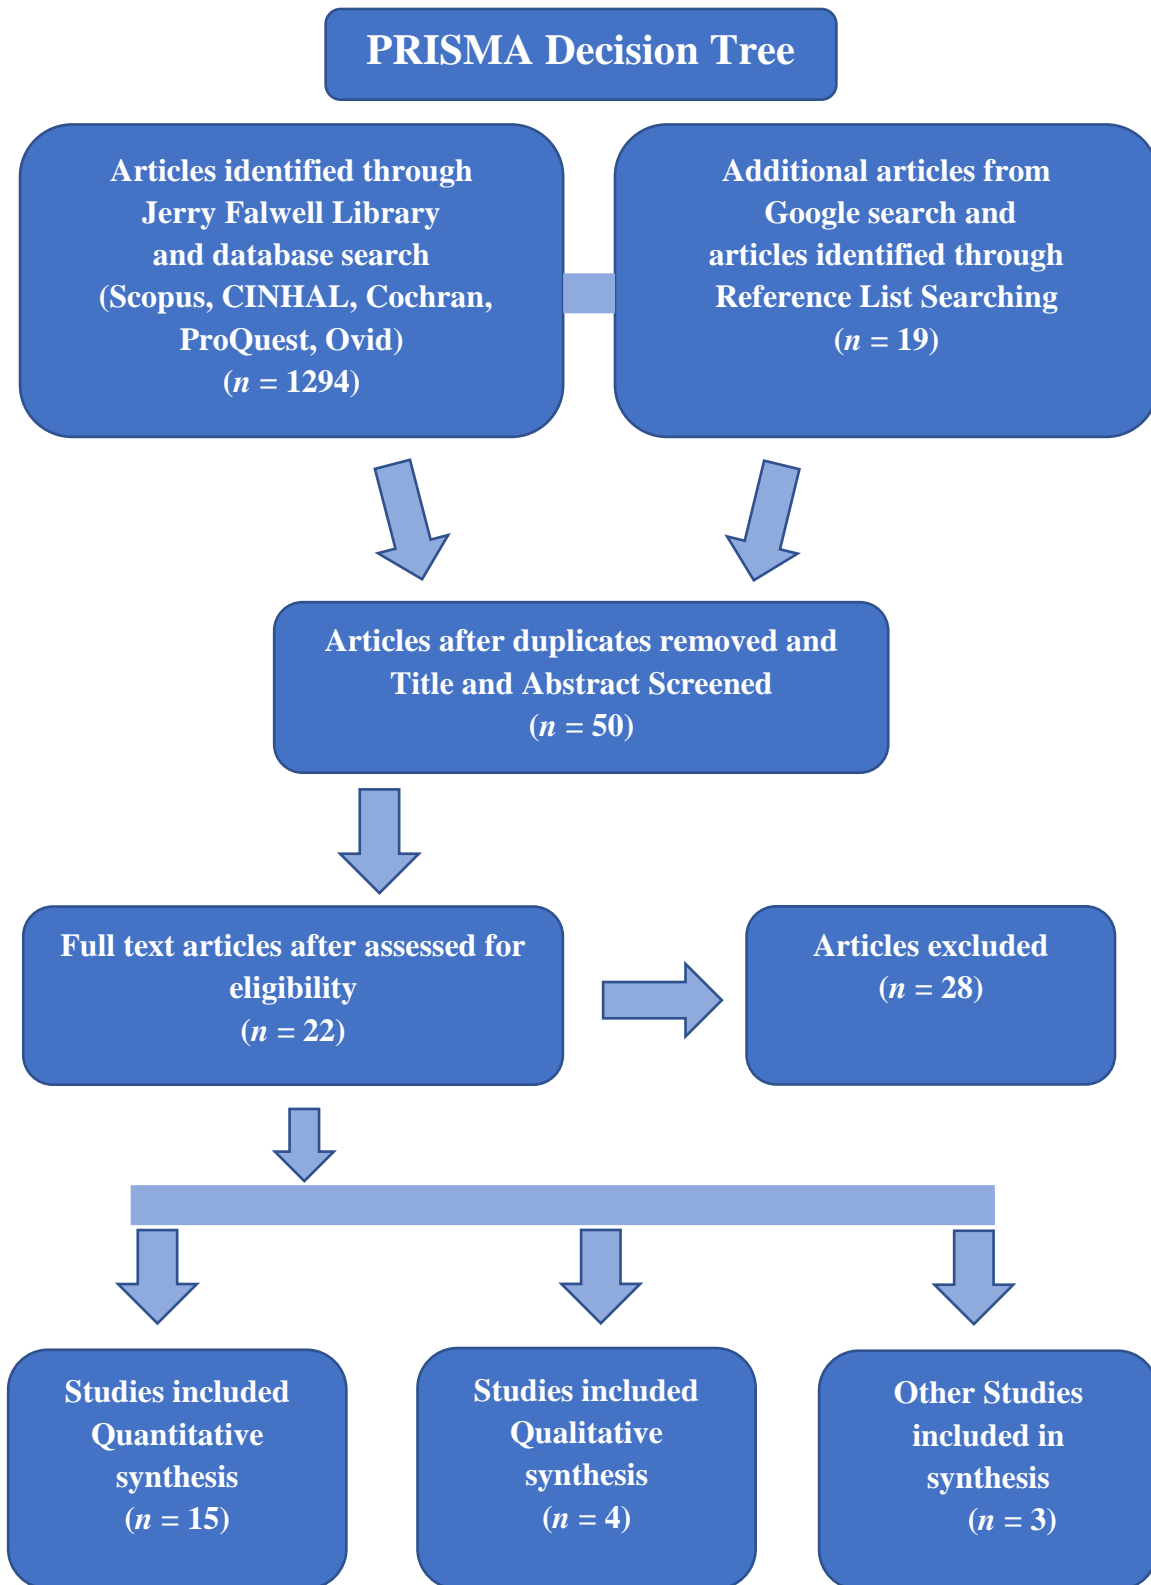 PRISMA Decision Tree
Articles identified through
Jerry Falwell Library
and database search
(Scopus, CINHAL, Cochran,
ProQuest, Ovid)
(n = 1294)
Additional articles from
Google search and
articles identified through
Reference List Searching
(n = 19)
Articles after duplicates removed and
Title and Abstract Screened
(n = 50)
Full text articles after assessed for
eligibility
(n = 22)
Articles excluded
(n = 28)
Studies included
Quantitative
synthesis
(n = 15)
Studies included
Qualitative
synthesis
(n = 4)
Other Studies
included in
synthesis
(n = 3)